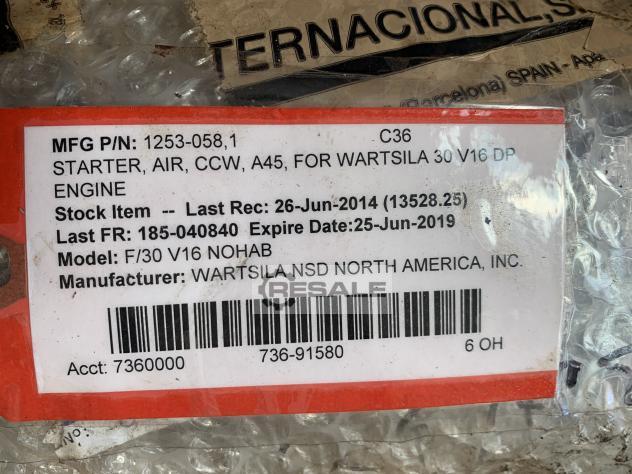 TERNACIONAL,S.
(Barcelona) SPAIN - Apa
MFG P/N: 1253-058,1 C36
STARTER, AIR, CCW, A45, FOR WARTSILA 30 V16 DP
ENGINE
Stock Item -- Last Rec: 26-Jun-2014 (13528.25)
Last FR: 185-040840 Expire Date:25-Jun-2019
Model: F/30 V16 NOHAB
Manufacturer: WARTSILA NSD NORTH AMERICA, INC.
RESALE
Acct: 7360000 736-91580 6 OH